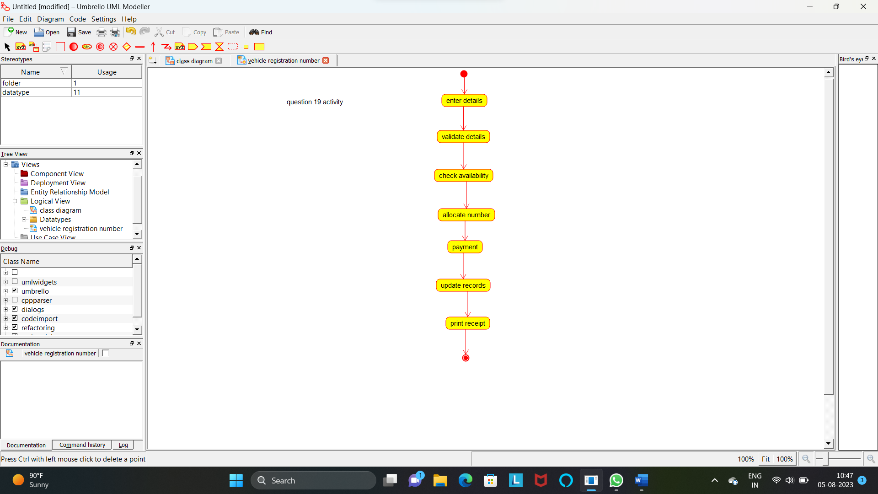 Untitled [modified] – Umbrello UML Modeller
File Edit Diagram Code Settings Help
New Open Save Cut Copy Paste Find
Stereotypes
Name Usage
folder 1
datatype 11
Tree View
Views
Component View
Deployment View
Entity Relationship Model
Logical View
class diagram
Datatypes
vehicle registration number
Use Case View
Debug
Class Name
umlwidgets
umbrello
cppparser
dialogs
codeimport
refactoring
Documentation
vehicle registration number
Documentation Command history Log
class diagram vehicle registration number
question 19 activity
enter details
validate details
check availability
allocate number
payment
update records
print receipt
Bird's eye
Press Ctrl with left mouse click to delete a point
100% Fit 100%
90°F
Sunny
Search
1
L
W
ENG
IN
10:47
05-08-2023
1